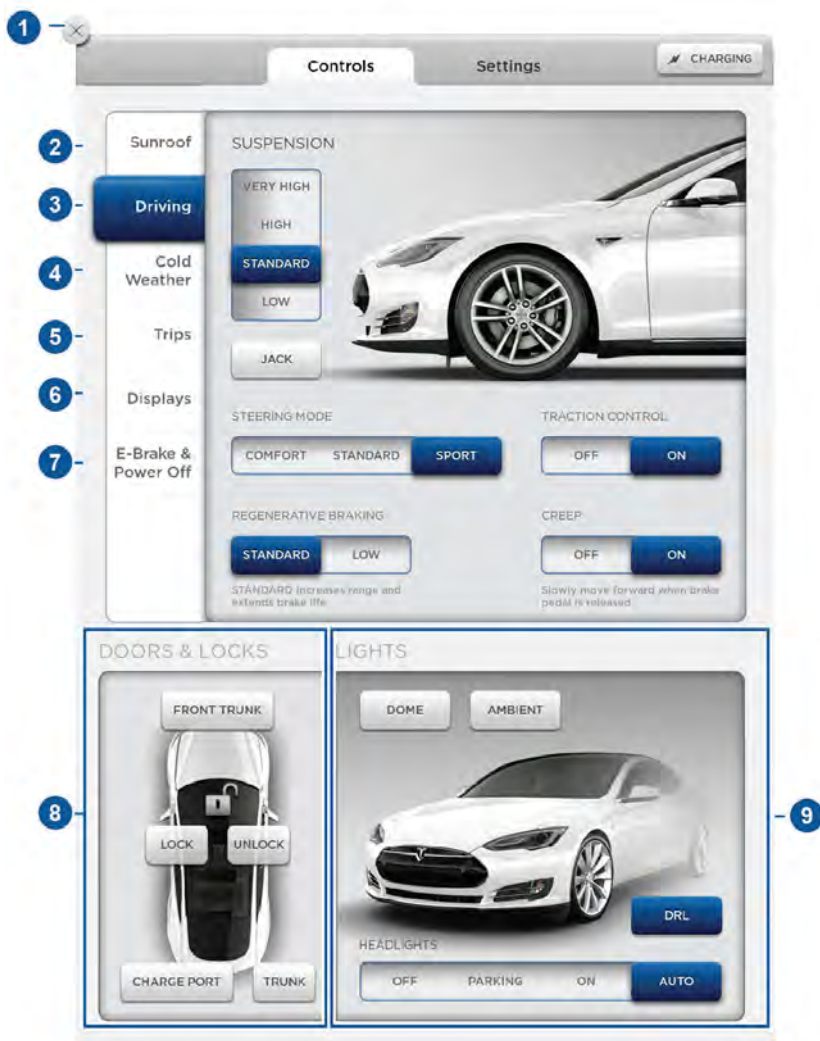 1
Controls
Settings
CHARGING
2
Sunroof
3
Driving
4
Cold
Weather
5
Trips
6
Displays
7
E-Brake &
Power Off
SUSPENSION
VERY HIGH
HIGH
STANDARD
LOW
JACK
STEERING MODE
COMFORT STANDARD SPORT
TRACTION CONTROL
OFF ON
REGENERATIVE BRAKING
STANDARD LOW
STANDARD increases range and
extends brake life
CREEP
OFF ON
Slowly move forward when brake
pedal is released
DOORS & LOCKS
8
FRONT TRUNK
LOCK UNLOCK
CHARGE PORT TRUNK
LIGHTS
9
DOME AMBIENT
DRL
HEADLIGHTS
OFF PARKING ON AUTO